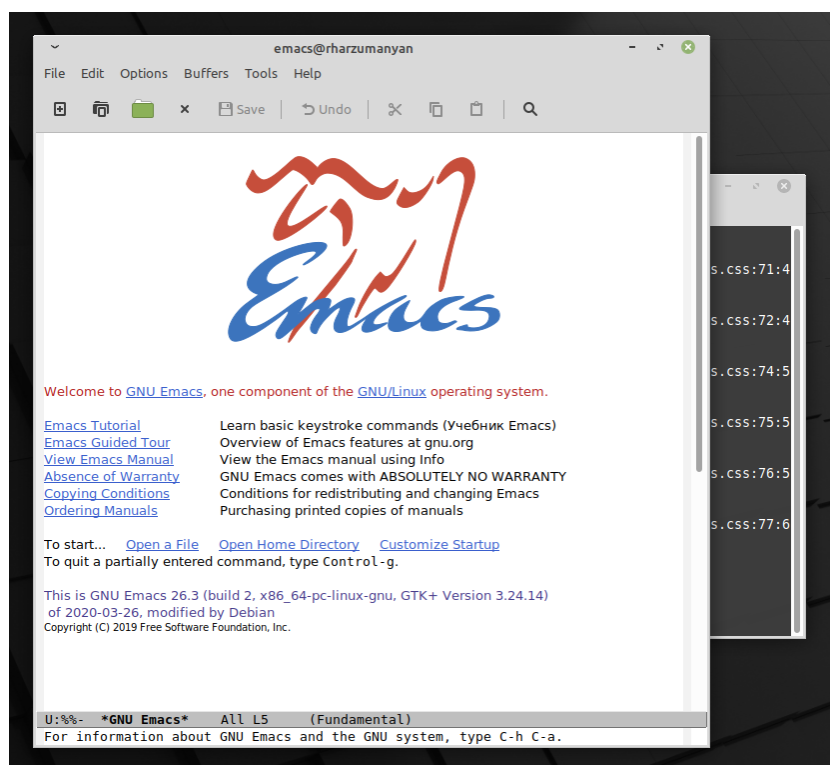 emacs@rharzumanyan
File Edit Options Buffers Tools Help
Save Undo
Emacs
Welcome to GNU Emacs, one component of the GNU/Linux operating system.
Emacs Tutorial Learn basic keystroke commands (Учебник Emacs)
Emacs Guided Tour Overview of Emacs features at gnu.org
View Emacs Manual View the Emacs manual using Info
Absence of Warranty GNU Emacs comes with ABSOLUTELY NO WARRANTY
Copying Conditions Conditions for redistributing and changing Emacs
Ordering Manuals Purchasing printed copies of manuals
To start... Open a File Open Home Directory Customize Startup
To quit a partially entered command, type Control-g.
This is GNU Emacs 26.3 (build 2, x86_64-pc-linux-gnu, GTK+ Version 3.24.14)
of 2020-03-26, modified by Debian
Copyright (C) 2019 Free Software Foundation, Inc.
U:%%- *GNU Emacs* All L5 (Fundamental)
For information about GNU Emacs and the GNU system, type C-h C-a.
s.css:71:4
s.css:72:4
s.css:74:5
s.css:75:5
s.css:76:5
s.css:77:6